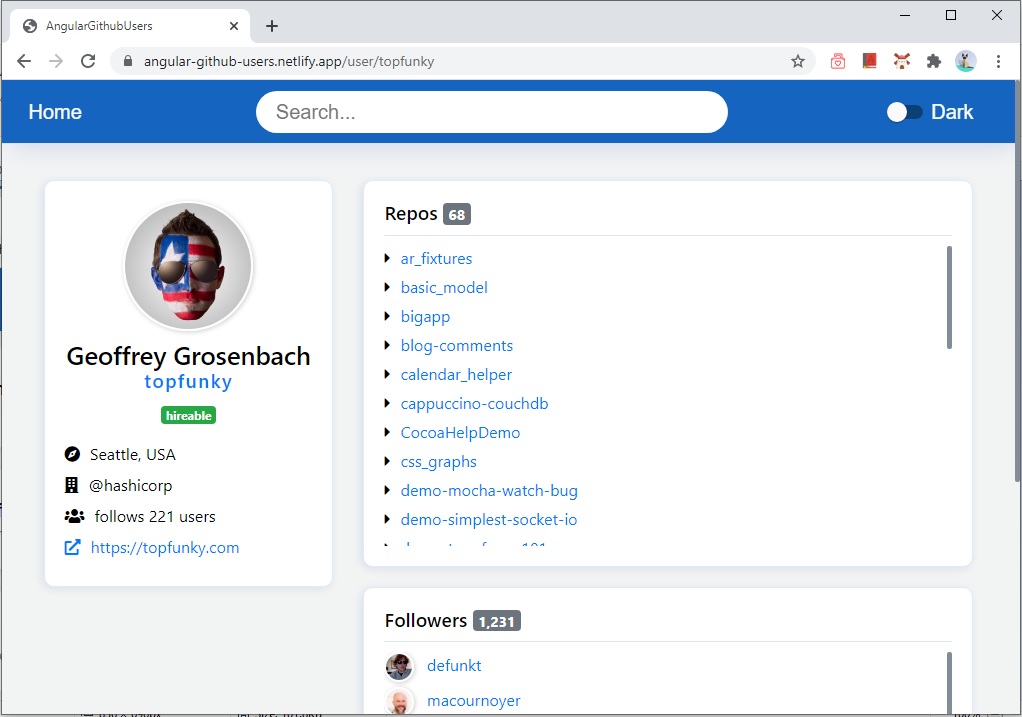 AngularGithubUsers
angular-github-users.netlify.app/user/topfunky
Home
Search...
Dark
Geoffrey Grosenbach
topfunky
hireable
Seattle, USA
@hashicorp
follows 221 users
https://topfunky.com
Repos 68
ar_fixtures
basic_model
bigapp
blog-comments
calendar_helper
cappuccino-couchdb
CocoaHelpDemo
css_graphs
demo-mocha-watch-bug
demo-simplest-socket-io
Followers 1,231
defunkt
macournoyer